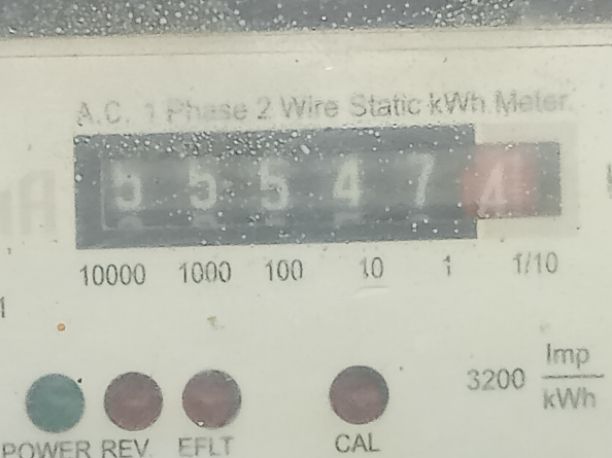 A.C. 1 Phase 2 Wire Static kWh Meter
5 5 5 4 7 4
10000 1000 100 10 1 1/10
3200 Imp/kWh
POWER REV. EFLT CAL